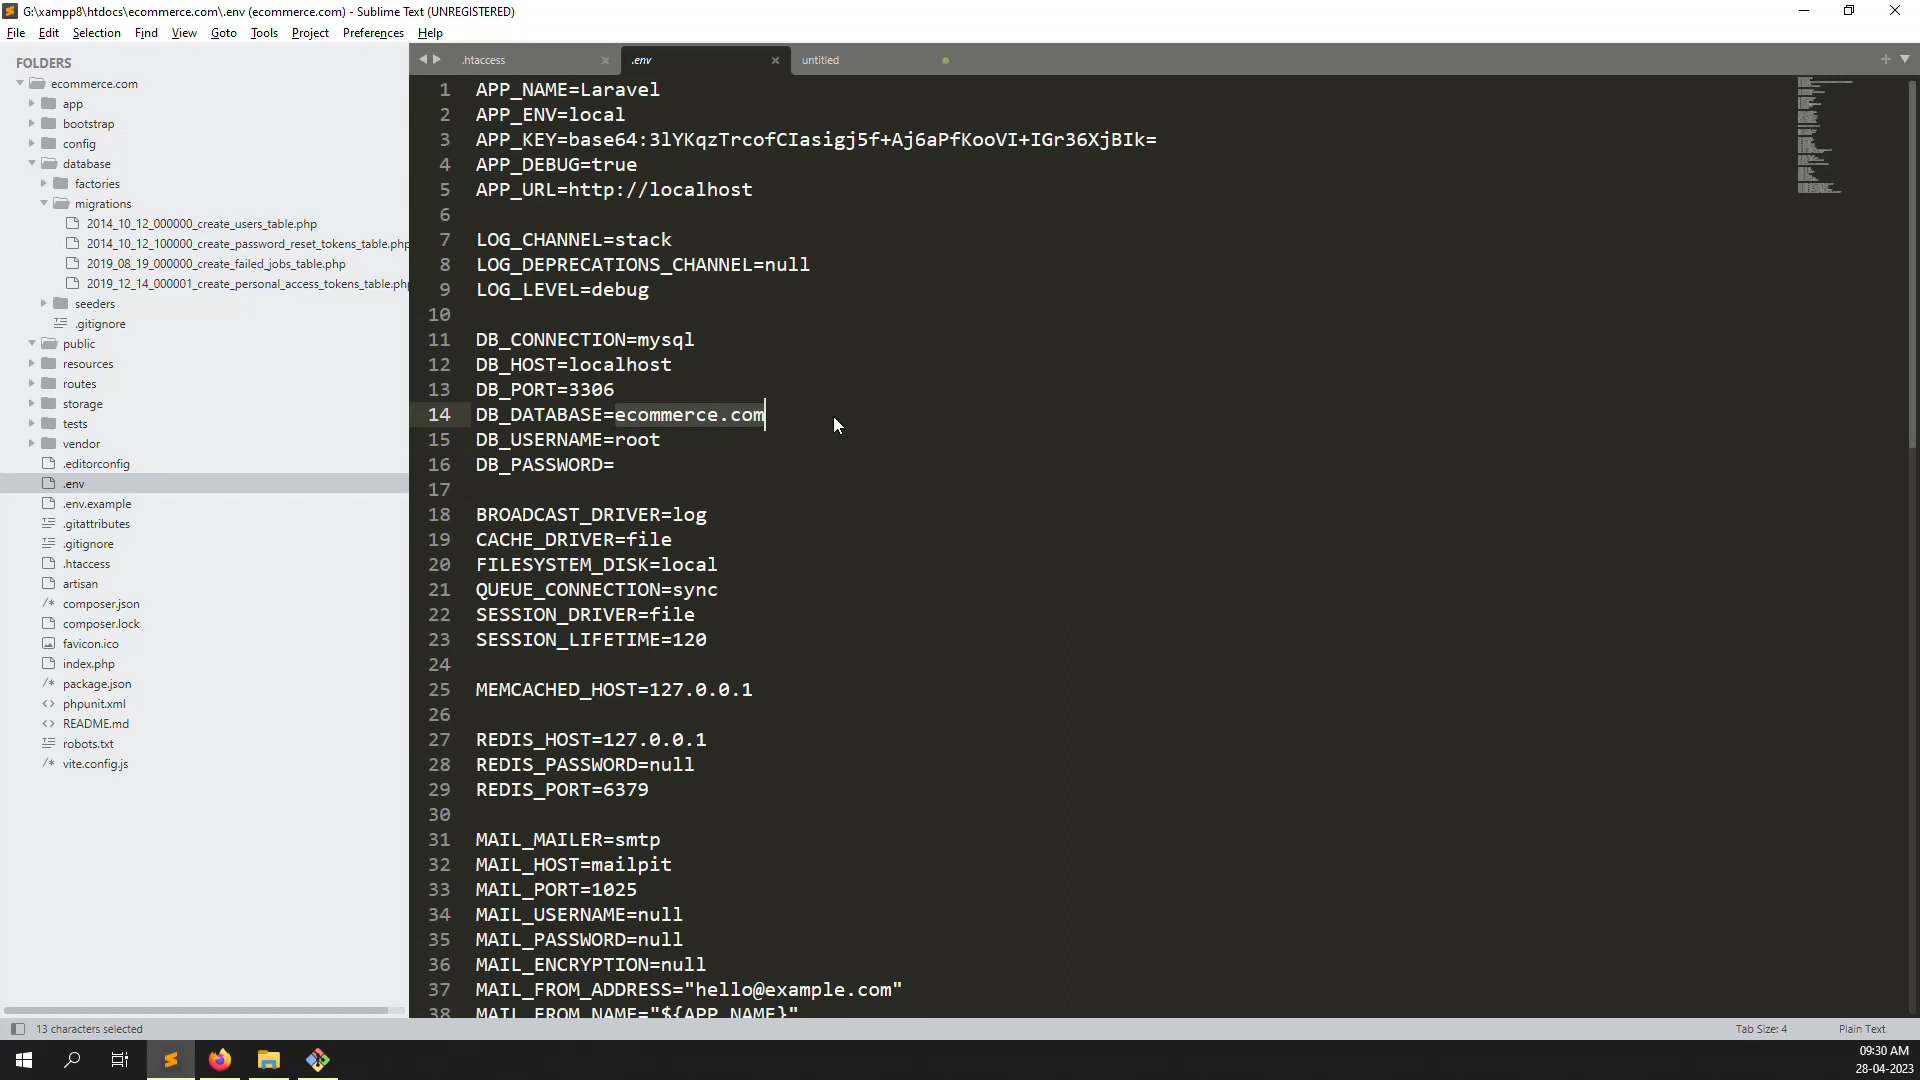 G:\xampp8\htdocs\ecommerce.com\.env (ecommerce.com) - Sublime Text (UNREGISTERED)
File Edit Selection Find View Goto Tools Project Preferences Help
FOLDERS
ecommerce.com
app
bootstrap
config
database
factories
migrations
2014_10_12_000000_create_users_table.php
2014_10_12_100000_create_password_reset_tokens_table.php
2019_08_19_000000_create_failed_jobs_table.php
2019_12_14_000001_create_personal_access_tokens_table.php
seeders
.gitignore
public
resources
routes
storage
tests
vendor
.editorconfig
.env
.env.example
.gitattributes
.gitignore
.htaccess
artisan
composer.json
composer.lock
favicon.ico
index.php
package.json
phpunit.xml
README.md
robots.txt
vite.config.js
.htaccess .env untitled
1 APP_NAME=Laravel
2 APP_ENV=local
3 APP_KEY=base64:3lYKqzTrcofCIasigj5f+Aj6aPfKooVI+IGr36XjBIk=
4 APP_DEBUG=true
5 APP_URL=http://localhost
6
7 LOG_CHANNEL=stack
8 LOG_DEPRECATIONS_CHANNEL=null
9 LOG_LEVEL=debug
10
11 DB_CONNECTION=mysql
12 DB_HOST=localhost
13 DB_PORT=3306
14 DB_DATABASE=ecommerce.com
15 DB_USERNAME=root
16 DB_PASSWORD=
17
18 BROADCAST_DRIVER=log
19 CACHE_DRIVER=file
20 FILESYSTEM_DISK=local
21 QUEUE_CONNECTION=sync
22 SESSION_DRIVER=file
23 SESSION_LIFETIME=120
24
25 MEMCACHED_HOST=127.0.0.1
26
27 REDIS_HOST=127.0.0.1
28 REDIS_PASSWORD=null
29 REDIS_PORT=6379
30
31 MAIL_MAILER=smtp
32 MAIL_HOST=mailpit
33 MAIL_PORT=1025
34 MAIL_USERNAME=null
35 MAIL_PASSWORD=null
36 MAIL_ENCRYPTION=null
37 MAIL_FROM_ADDRESS="hello@example.com"
38 MAIL_FROM_NAME="${APP_NAME}"
13 characters selected Tab Size: 4 Plain Text
09:30 AM
28-04-2023